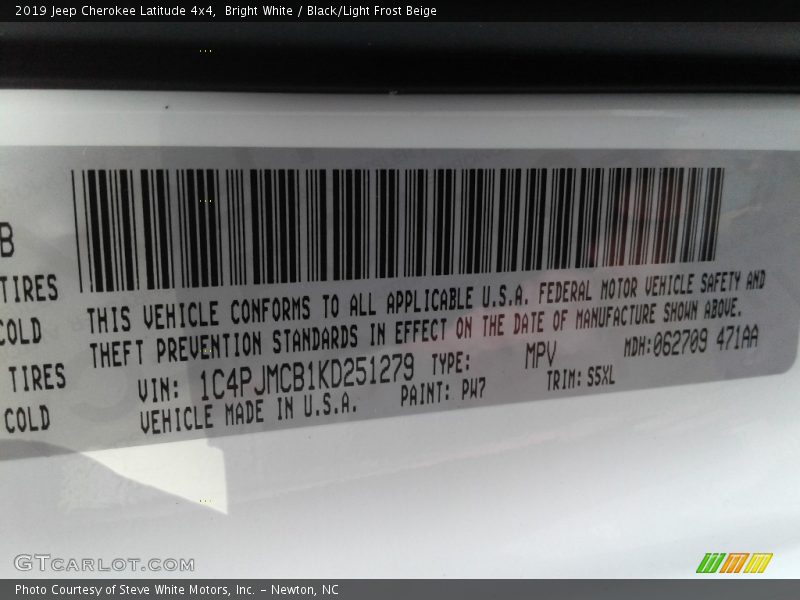 2019 Jeep Cherokee Latitude 4x4,  Bright White / Black/Light Frost Beige
B
TIRES
COLD
TIRES
COLD
THIS VEHICLE CONFORMS TO ALL APPLICABLE U.S.A. FEDERAL MOTOR VEHICLE SAFETY AND
THEFT PREVENTION STANDARDS IN EFFECT ON THE DATE OF MANUFACTURE SHOWN ABOVE.
VIN: 1C4PJMCB1KD251279 TYPE: MPV MDH:062709 471AA
VEHICLE MADE IN U.S.A. PAINT: PW7 TRIM: S5XL
GTCARLOT.COM
Photo Courtesy of Steve White Motors, Inc. – Newton, NC